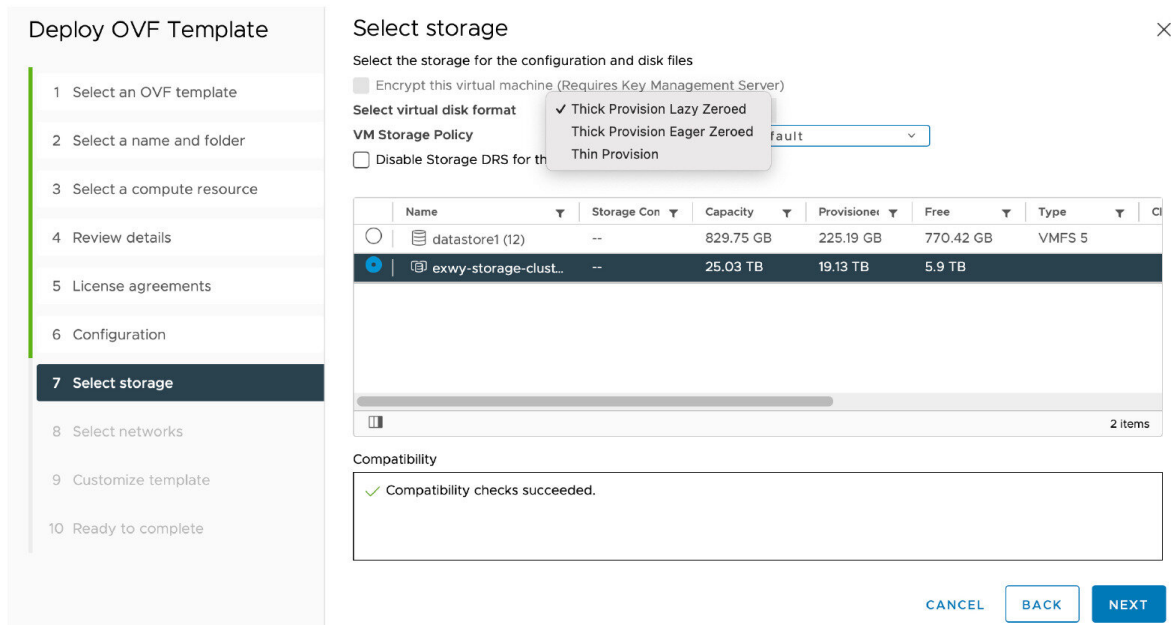 Deploy OVF Template
1 Select an OVF template
2 Select a name and folder
3 Select a compute resource
4 Review details
5 License agreements
6 Configuration
7 Select storage
8 Select networks
9 Customize template
10 Ready to complete
Select storage
Select the storage for the configuration and disk files
Encrypt this virtual machine (Requires Key Management Server)
Select virtual disk format
✓ Thick Provision Lazy Zeroed
Thick Provision Eager Zeroed
Thin Provision
VM Storage Policy fault
Disable Storage DRS for th
Name Storage Con Capacity Provisioned Free Type Cl
datastore1 (12) -- 829.75 GB 225.19 GB 770.42 GB VMFS 5
exwy-storage-clust... -- 25.03 TB 19.13 TB 5.9 TB
2 items
Compatibility
✓ Compatibility checks succeeded.
CANCEL BACK NEXT